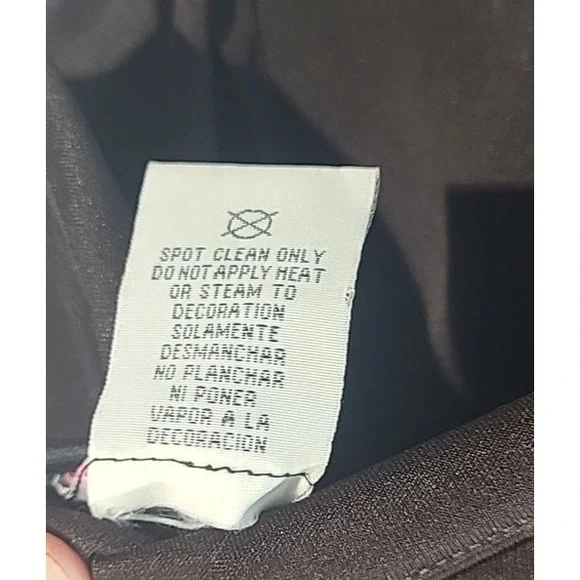 SPOT CLEAN ONLY
DO NOT APPLY HEAT
OR STEAM TO
DECORATION
SOLAMENTE
DESMANCHAR
NO PLANCHAR
NI PONER
VAPOR A LA
DECORACION